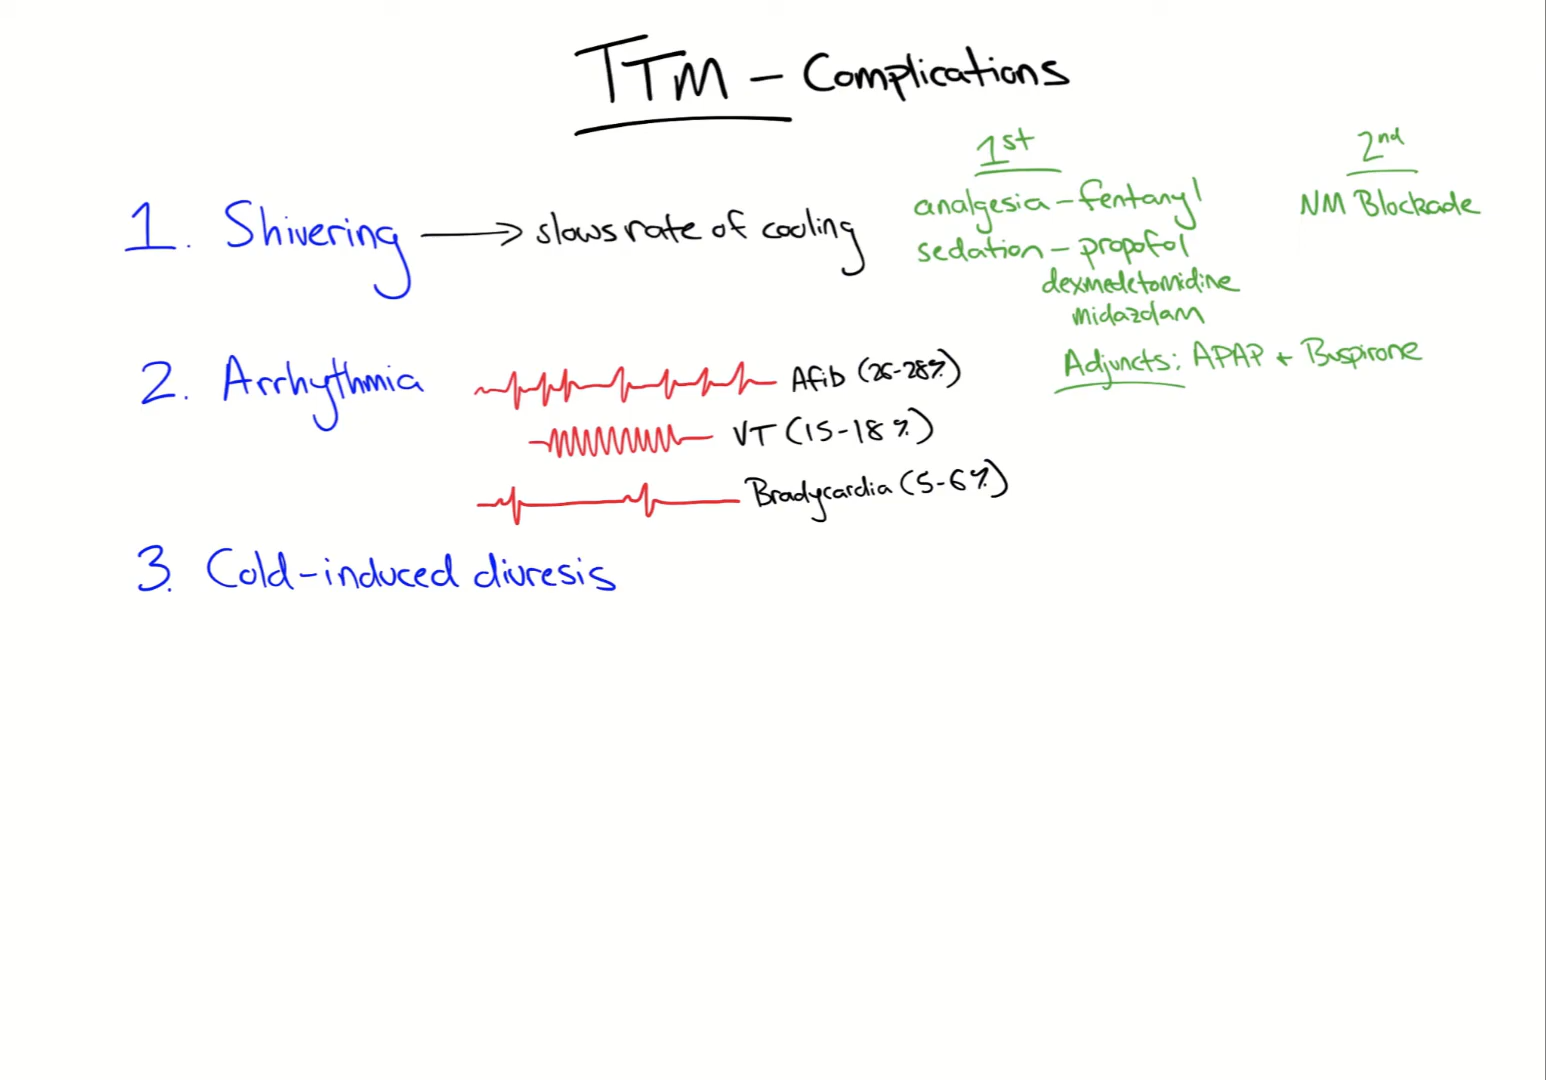 TTM – Complications
1st
2nd
analgesia – fentanyl
NM Blockade
1. Shivering → slows rate of cooling
sedation – propofol
dexmedetomidine
midazolam
Adjuncts: APAP + Buspirone
2. Arrhythmia
Afib (26-28%)
VT (15-18%)
Bradycardia (5-6%)
3. Cold-induced diuresis